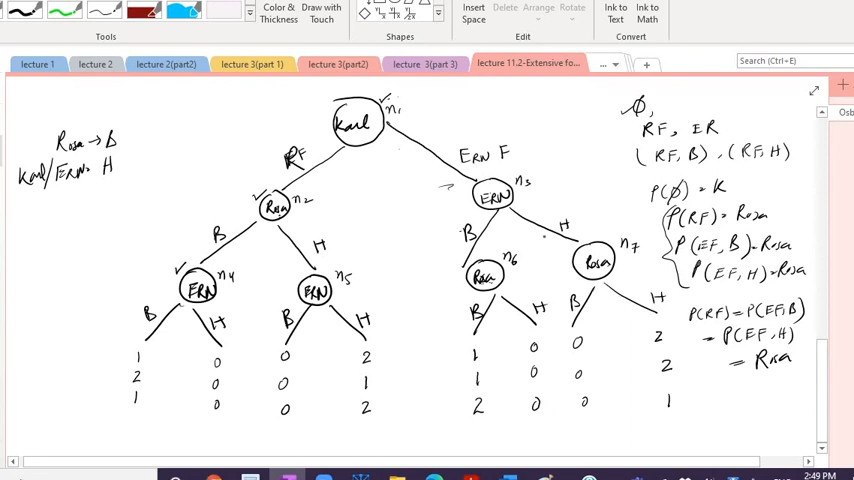 Color &
Thickness
Draw with
Touch
Insert
Space
Delete
Arrange
Rotate
Ink to
Text
Ink to
Math
Tools
Shapes
Edit
Convert
lecture 1
lecture 2
lecture 2(part2)
lecture 3(part 1)
lecture 3(part2)
lecture 3(part 3)
lecture 11.2-Extensive fo...
...
+
Search (Ctrl+E)
+
Osb
Rosa → B
Karl/ERN = H
Karl n1
RF
ERN F
Rosa n2
ERN n3
B H B H
ERN n4
ERN n5
Rosa n6
Rosa n7
B H B H B H B H
1 0 0 2 1 0 0 2
2 0 0 1 1 0 0 2
1 0 0 2 2 0 0 1
∅,
RF, ER
(RF, B), (RF, H)
P(∅) = K
P(RF) = Rosa
P(EF, B) = Rosa
P(EF, H) = Rosa
P(RF) = P(EF, B)
= P(EF, H)
= Rosa
ENG
2:49 PM